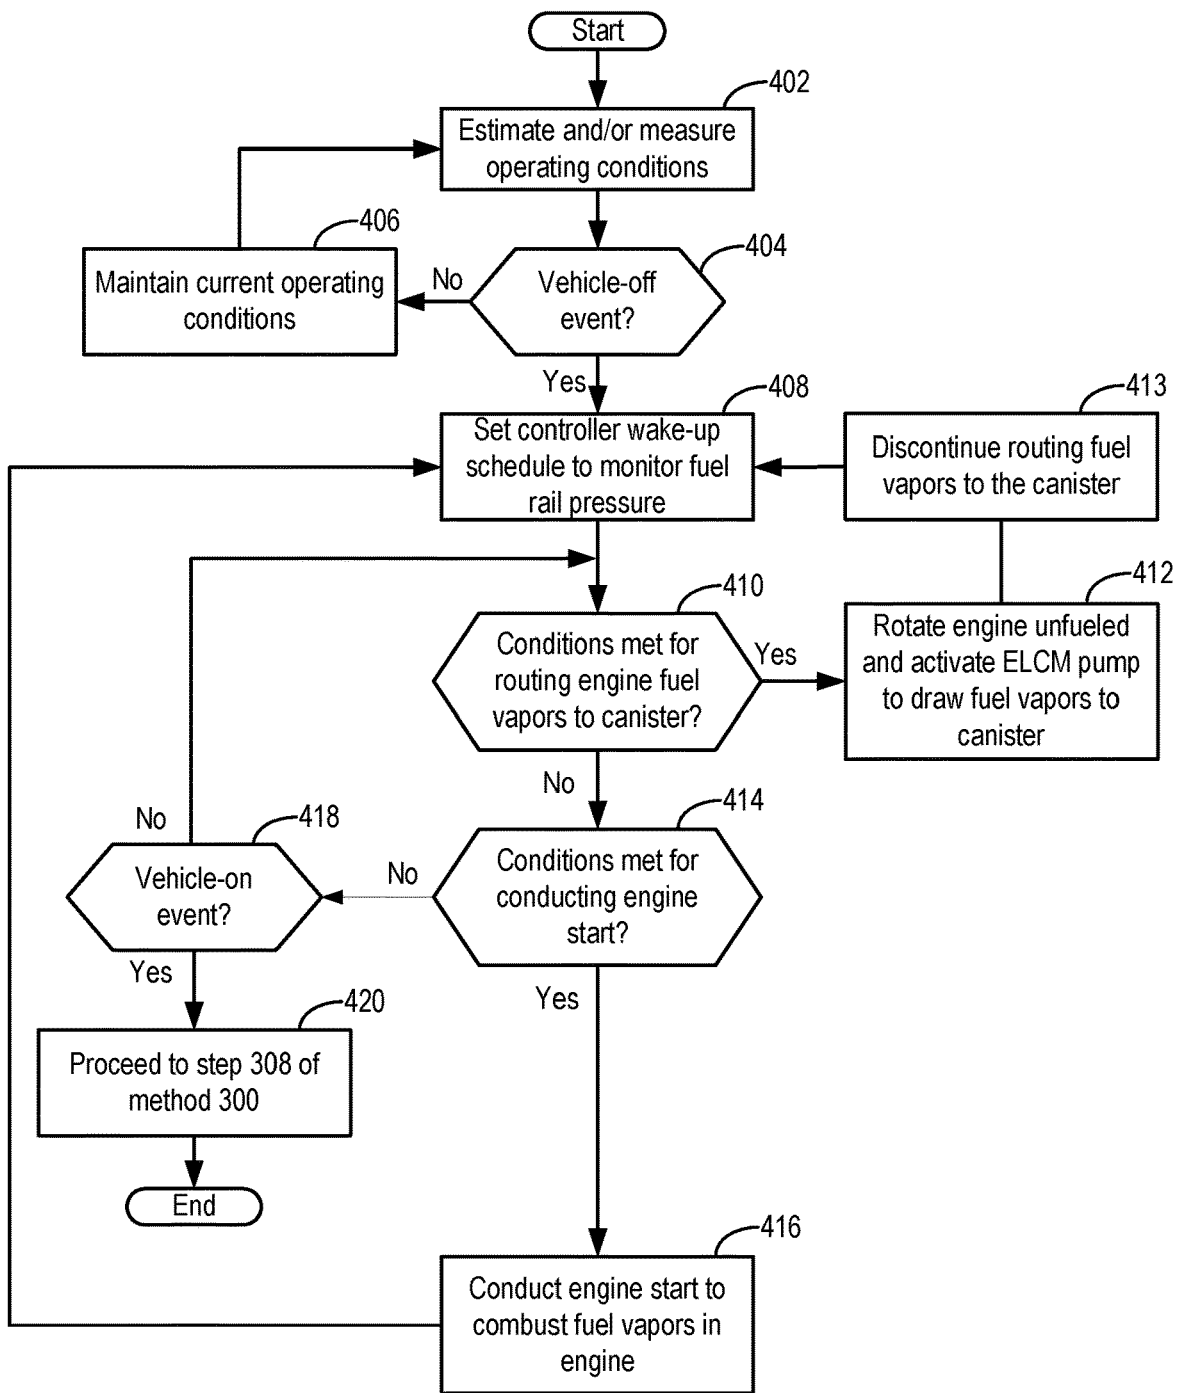 Start
402
Estimate and/or measure
operating conditions
406
404
Maintain current operating
conditions
No
Vehicle-off
event?
Yes
408
413
Set controller wake-up
schedule to monitor fuel
rail pressure
Discontinue routing fuel
vapors to the canister
410
412
Conditions met for
routing engine fuel
vapors to canister?
Yes
Rotate engine unfueled
and activate ELCM pump
to draw fuel vapors to
canister
No
414
No
418
Vehicle-on
event?
No
Conditions met for
conducting engine
start?
Yes
Yes
420
Proceed to step 308 of
method 300
End
416
Conduct engine start to
combust fuel vapors in
engine